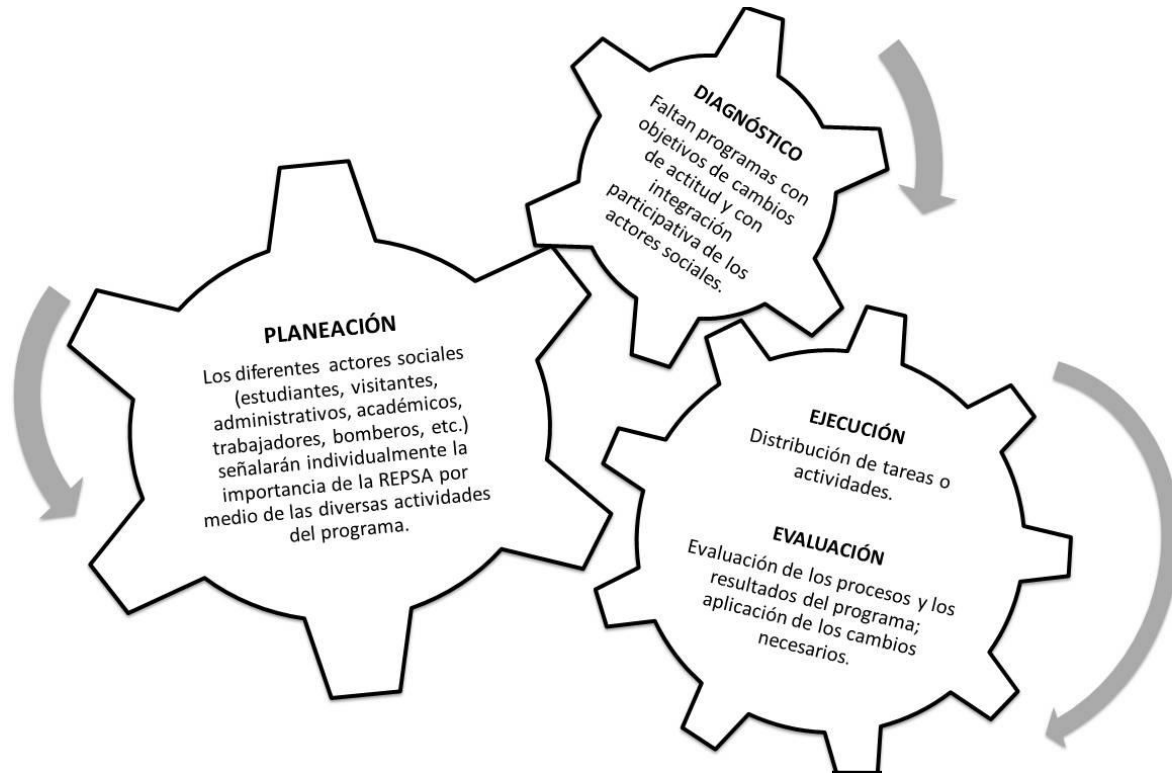 DIAGNÓSTICO
Faltan programas con
objetivos de cambios
de actitud y con
integración
participativa de los
actores sociales.
PLANEACIÓN
Los diferentes actores sociales
(estudiantes, visitantes,
administrativos, académicos,
trabajadores, bomberos, etc.)
señalarán individualmente la
importancia de la REPSA por
medio de las diversas actividades
del programa.
EJECUCIÓN
Distribución de tareas o
actividades.
EVALUACIÓN
Evaluación de los procesos y los
resultados del programa;
aplicación de los cambios
necesarios.